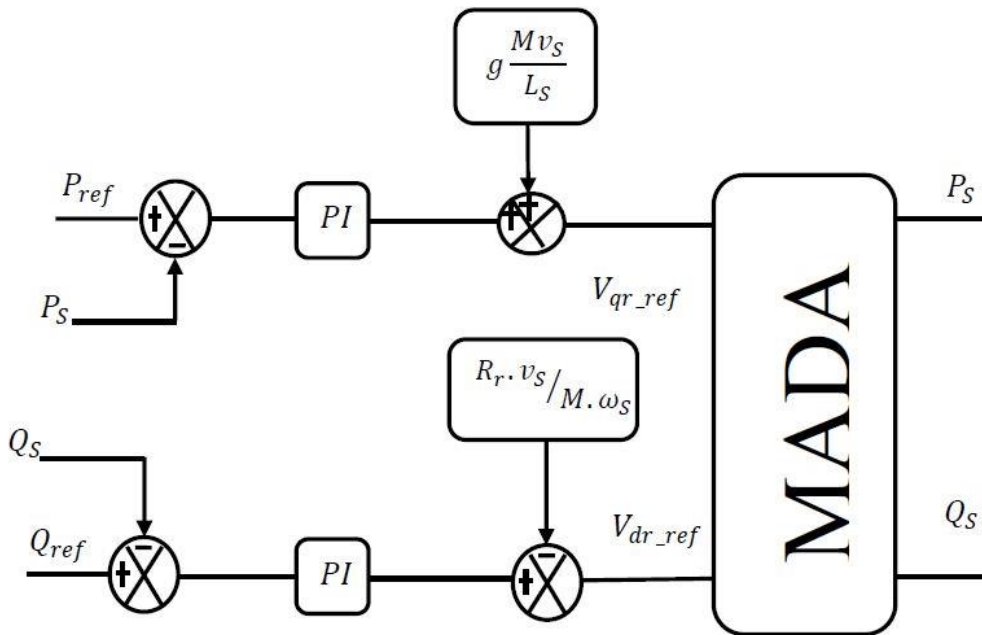 g Mv_S / L_S
P_ref
+
−
PI
+
+
P_S
P_S
V_qr_ref
MADA
R_r . v_S / M . ω_S
Q_S
−
Q_ref
+
PI
−
+
V_dr_ref
Q_S